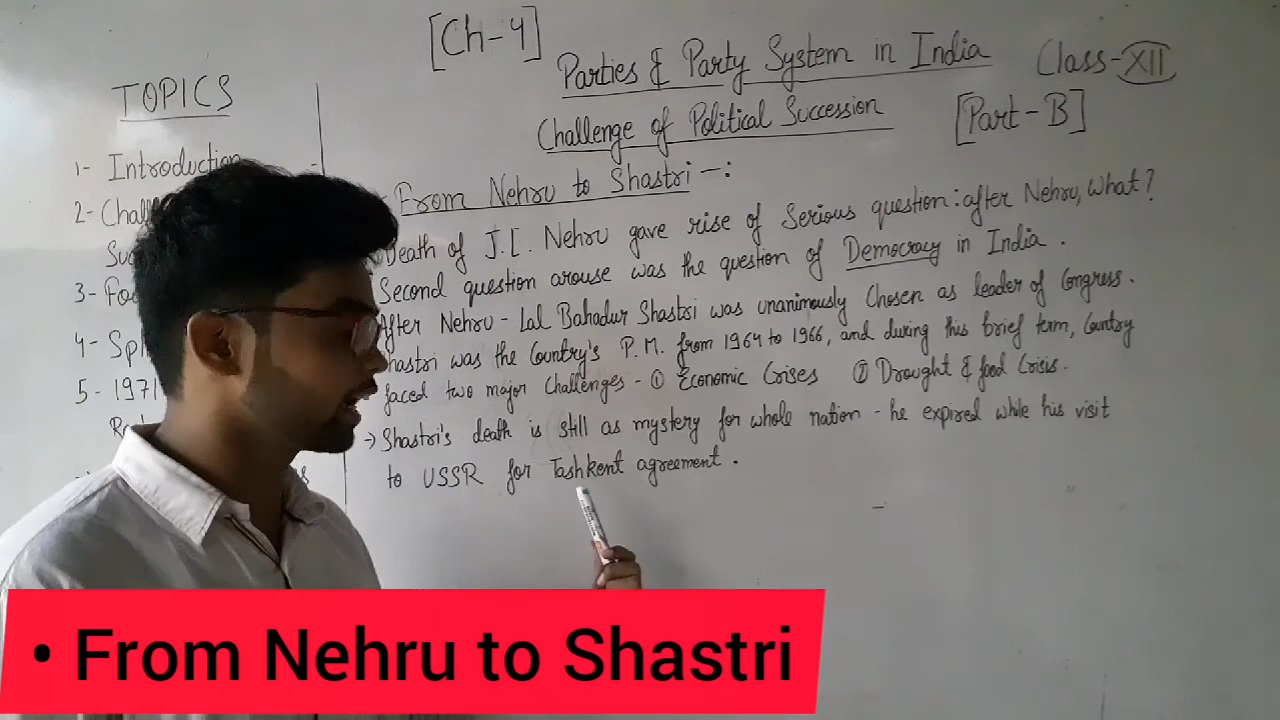 [Ch-4]
Parties & Party System in India
Class-XII
Challenge of Political Succession
[Part-B]
TOPICS
1- Introduction
2- Chall
Suc
3- Fo
4- Spl
5- 1971
From Nehru to Shastri-:
Death of J.L. Nehru gave rise of Serious question: after Nehru, What?
Second question arouse was the question of Democracy in India.
After Nehru - Lal Bahadur Shastri was unanimously Chosen as leader of Congress.
hastri was the Country's P.M. from 1964 to 1966, and during his brief term, Country
faced two major Challenges - ① Economic Crises ② Drought & food Crisis.
→ Shastri's death is still as mystery for whole nation - he expired while his visit
to USSR for Tashkent agreement.
• From Nehru to Shastri